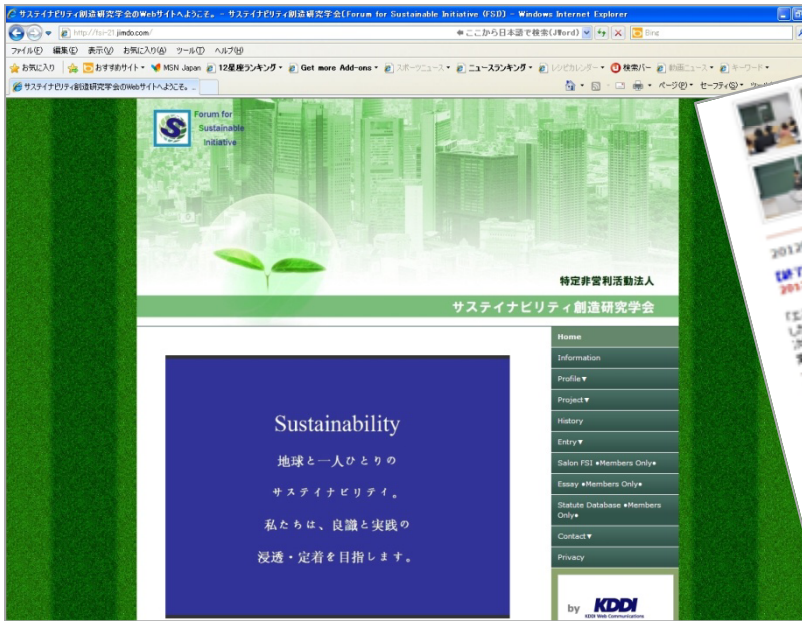 サステイナビリティ創造研究学会のWebサイトへようこそ。 - サステイナビリティ創造研究学会(Forum for Sustainable Initiative (FSI)) - Windows Internet Explorer
http://fsi-21.jimdo.com/
ここから日本語で検索(JWord)
Bing
ファイル(F) 編集(E) 表示(V) お気に入り(A) ツール(T) ヘルプ(H)
お気に入り おすすめサイト MSN Japan 12星座ランキング Get more Add-ons スポーツニュース ニュースランキング レシピカレンダー 検索バー 動画ニュース キーワード
サステイナビリティ創造研究学会のWebサイトへようこそ。...
ページ(P) セーフティ(S)
Forum for
Sustainable
Initiative
特定非営利活動法人
サステイナビリティ創造研究学会
Home
Information
Profile▼
Project▼
History
Entry▼
Salon FSI •Members Only•
Essay •Members Only•
Statute Database •Members
Only•
Contact▼
Privacy
Sustainability
地球と一人ひとりの
サステイナビリティ。
私たちは、良識と実践の
浸透・定着を目指します。
by KDDI
KDDI Web Communications
2012